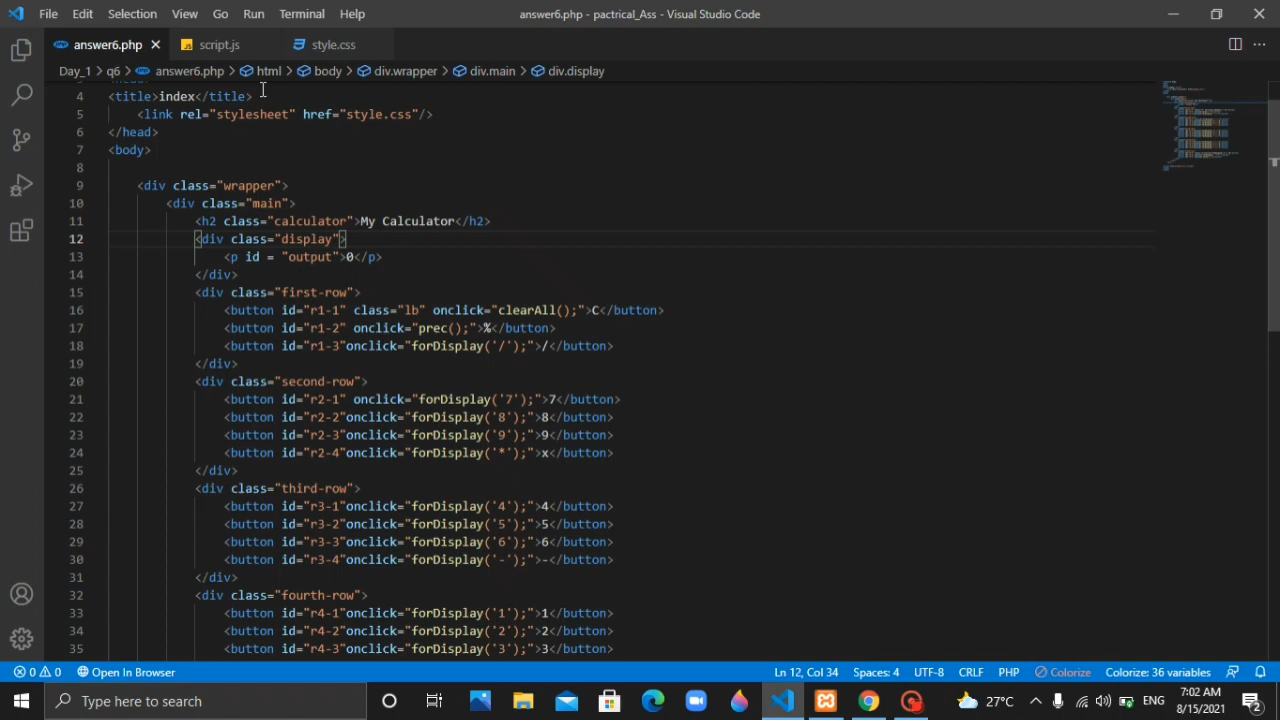 File Edit Selection View Go Run Terminal Help answer6.php - pactrical_Ass - Visual Studio Code
answer6.php script.js style.css
Day_1 > q6 > answer6.php > html > body > div.wrapper > div.main > div.display
4 <title>index</title>
5 <link rel="stylesheet" href="style.css"/>
6 </head>
7 <body>
8
9 <div class="wrapper">
10 <div class="main">
11 <h2 class="calculator">My Calculator</h2>
12 <div class="display">
13 <p id = "output">0</p>
14 </div>
15 <div class="first-row">
16 <button id="r1-1" class="lb" onclick="clearAll();">C</button>
17 <button id="r1-2" onclick="prec();">%</button>
18 <button id="r1-3"onclick="forDisplay('/');">/</button>
19 </div>
20 <div class="second-row">
21 <button id="r2-1" onclick="forDisplay('7');">7</button>
22 <button id="r2-2"onclick="forDisplay('8');">8</button>
23 <button id="r2-3"onclick="forDisplay('9');">9</button>
24 <button id="r2-4"onclick="forDisplay('*');">x</button>
25 </div>
26 <div class="third-row">
27 <button id="r3-1"onclick="forDisplay('4');">4</button>
28 <button id="r3-2"onclick="forDisplay('5');">5</button>
29 <button id="r3-3"onclick="forDisplay('6');">6</button>
30 <button id="r3-4"onclick="forDisplay('-');">-</button>
31 </div>
32 <div class="fourth-row">
33 <button id="r4-1"onclick="forDisplay('1');">1</button>
34 <button id="r4-2"onclick="forDisplay('2');">2</button>
35 <button id="r4-3"onclick="forDisplay('3');">3</button>
0 0 Open In Browser Ln 12, Col 34 Spaces: 4 UTF-8 CRLF PHP Colorize Colorize: 36 variables
Type here to search 27°C ENG 7:02 AM
8/15/2021 2